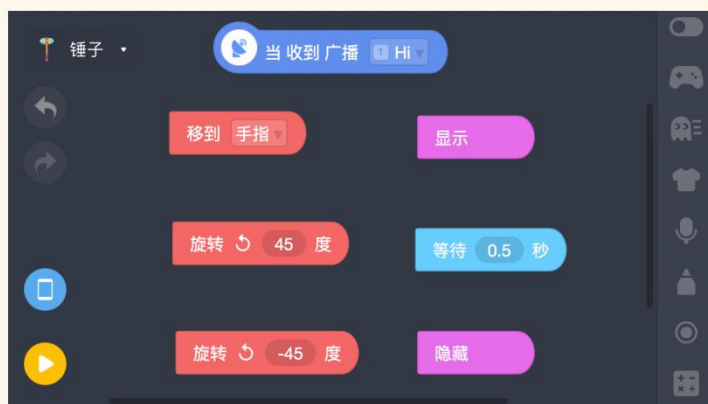 锤子
当 收到 广播 1 Hi
移到 手指
显示
旋转 45 度
等待 0.5 秒
旋转 -45 度
隐藏